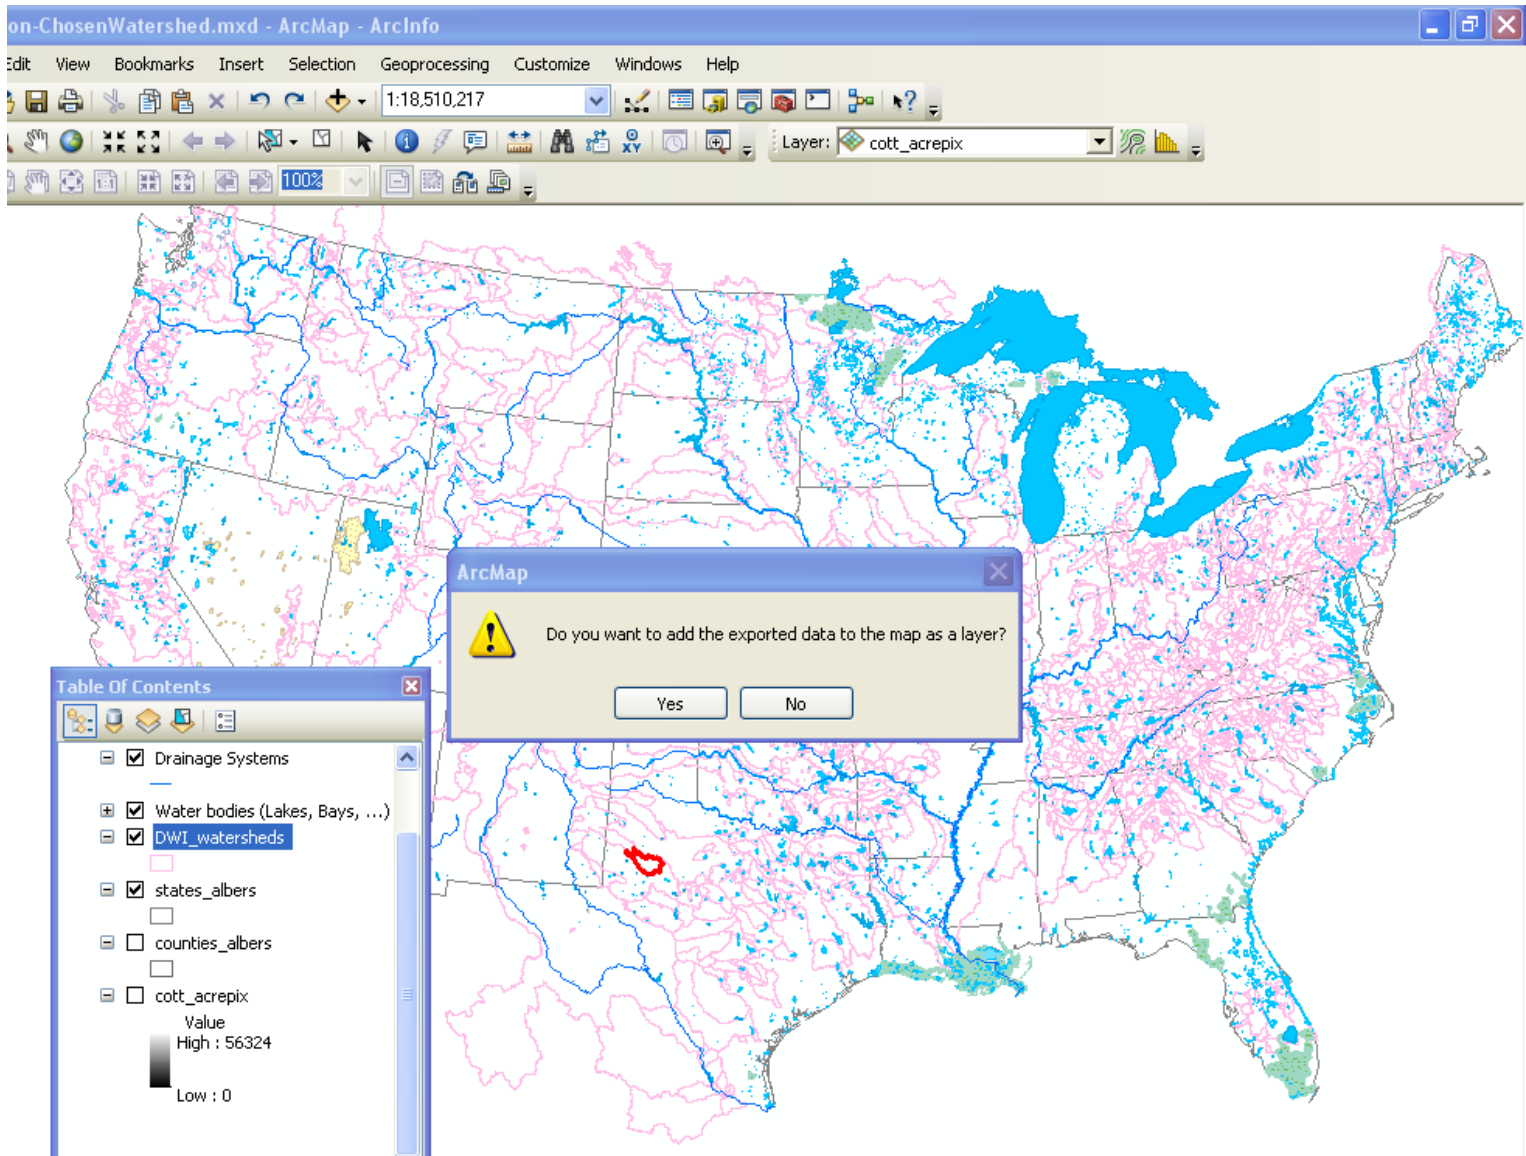 on-ChosenWatershed.mxd - ArcMap - ArcInfo
Edit View Bookmarks Insert Selection Geoprocessing Customize Windows Help
1:18,510,217
Layer: cott_acrepix
100%
ArcMap
Do you want to add the exported data to the map as a layer?
Yes No
Table Of Contents
Drainage Systems
Water bodies (Lakes, Bays, ...)
DWI_watersheds
states_albers
counties_albers
cott_acrepix
Value
High : 56324
Low : 0